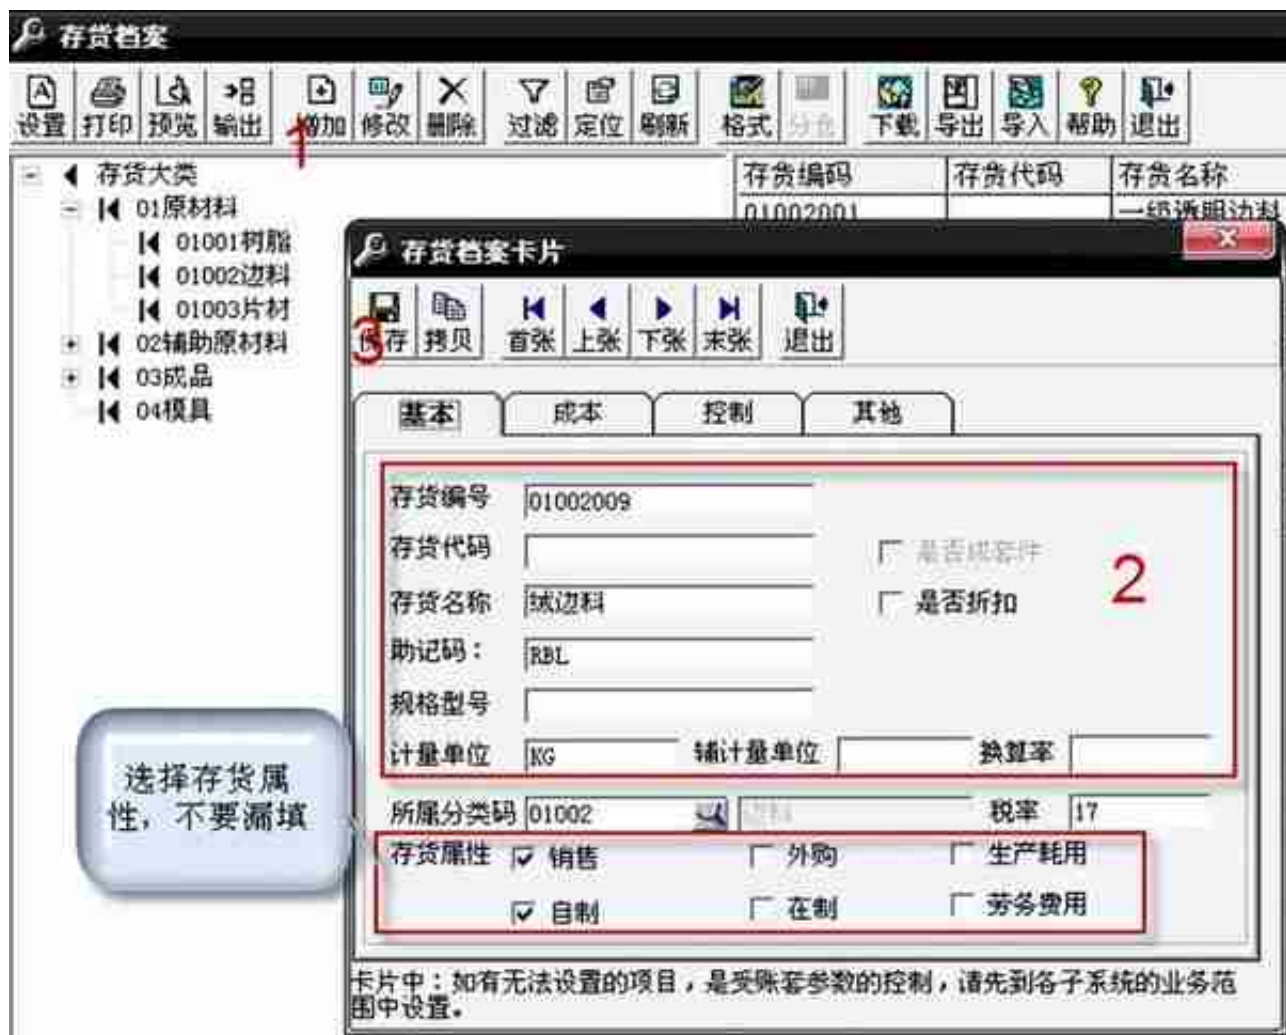 存货档案
设置 打印 预览 输出 增加 修改 删除 过滤 定位 刷新 格式 分仓 下载 导出 导入 帮助 退出
1
存货大类
01原材料
01001树脂
01002边料
01003片材
02辅助原材料
03成品
04模具
存货编码 存货代码 存货名称
01002001 一级透明边料
存货档案卡片
保存 拷贝 首张 上张 下张 末张 退出
3
基本 成本 控制 其他
存货编号 01002009
存货代码 是否成套件
2
存货名称 绒边料 是否折扣
助记码： RBL
规格型号
计量单位 KG 辅计量单位 换算率
所属分类码 01002 边料 税率 17
存货属性 销售 外购 生产耗用
自制 在制 劳务费用
选择存货属
性，不要漏填
卡片中：如有无法设置的项目，是受账套参数的控制，请先到各子系统的业务范
围中设置。